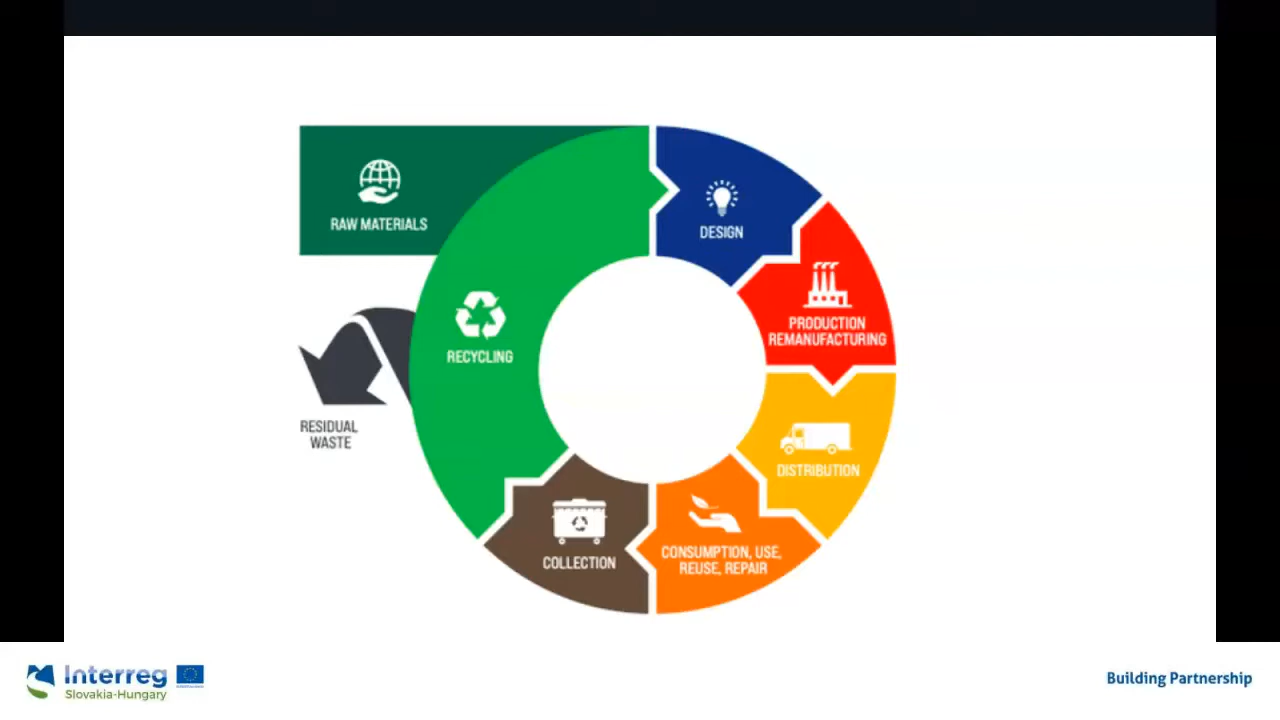 RAW MATERIALS
DESIGN
PRODUCTION
REMANUFACTURING
RECYCLING
RESIDUAL
WASTE
DISTRIBUTION
COLLECTION
CONSUMPTION, USE,
REUSE, REPAIR
Interreg
Slovakia-Hungary
Building Partnership